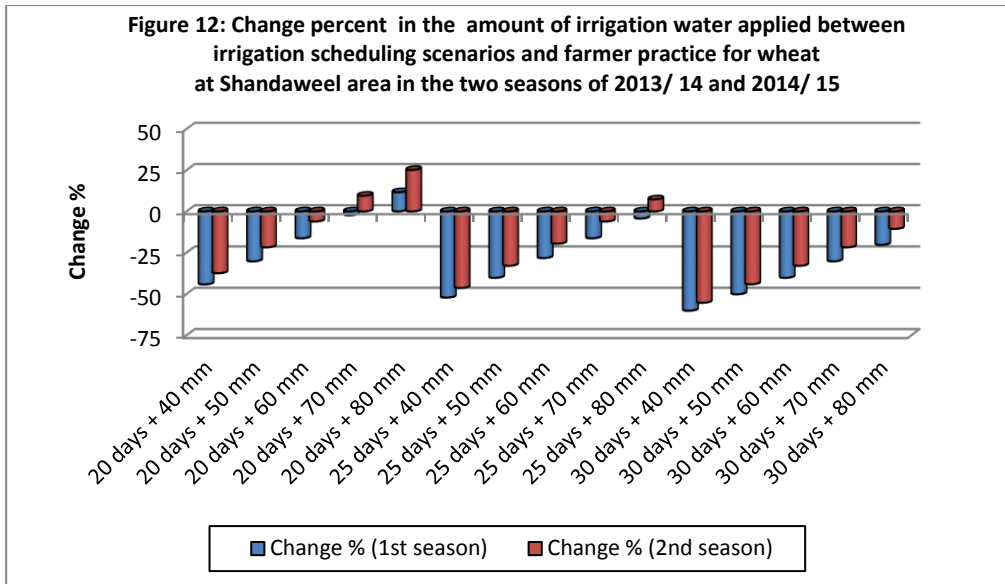 Figure 12: Change percent in the amount of irrigation water applied between
irrigation scheduling scenarios and farmer practice for wheat
at Shandaweel area in the two seasons of 2013/ 14 and 2014/ 15
50
25
0
-25
-50
-75
Change %
20 days + 40 mm
20 days + 50 mm
20 days + 60 mm
20 days + 70 mm
20 days + 80 mm
25 days + 40 mm
25 days + 50 mm
25 days + 60 mm
25 days + 70 mm
25 days + 80 mm
30 days + 40 mm
30 days + 50 mm
30 days + 60 mm
30 days + 70 mm
30 days + 80 mm
Change % (1st season)
Change % (2nd season)